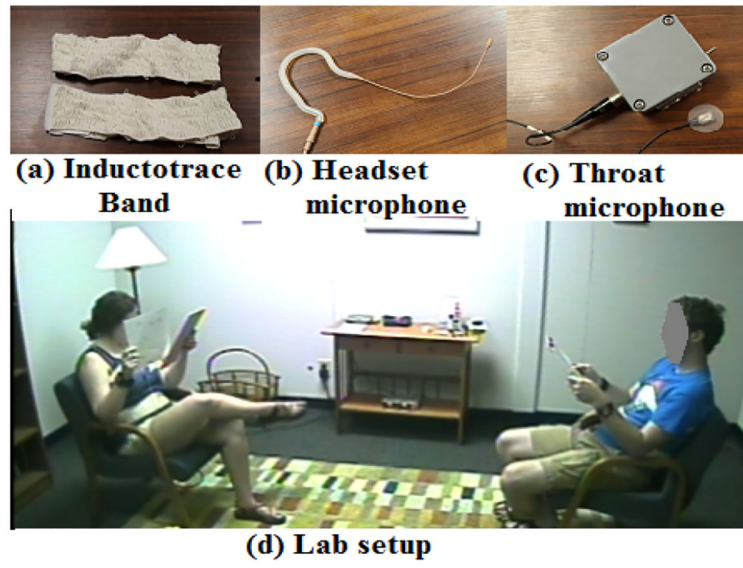 (a) Inductotrace
Band
(b) Headset
microphone
(c) Throat
microphone
(d) Lab setup